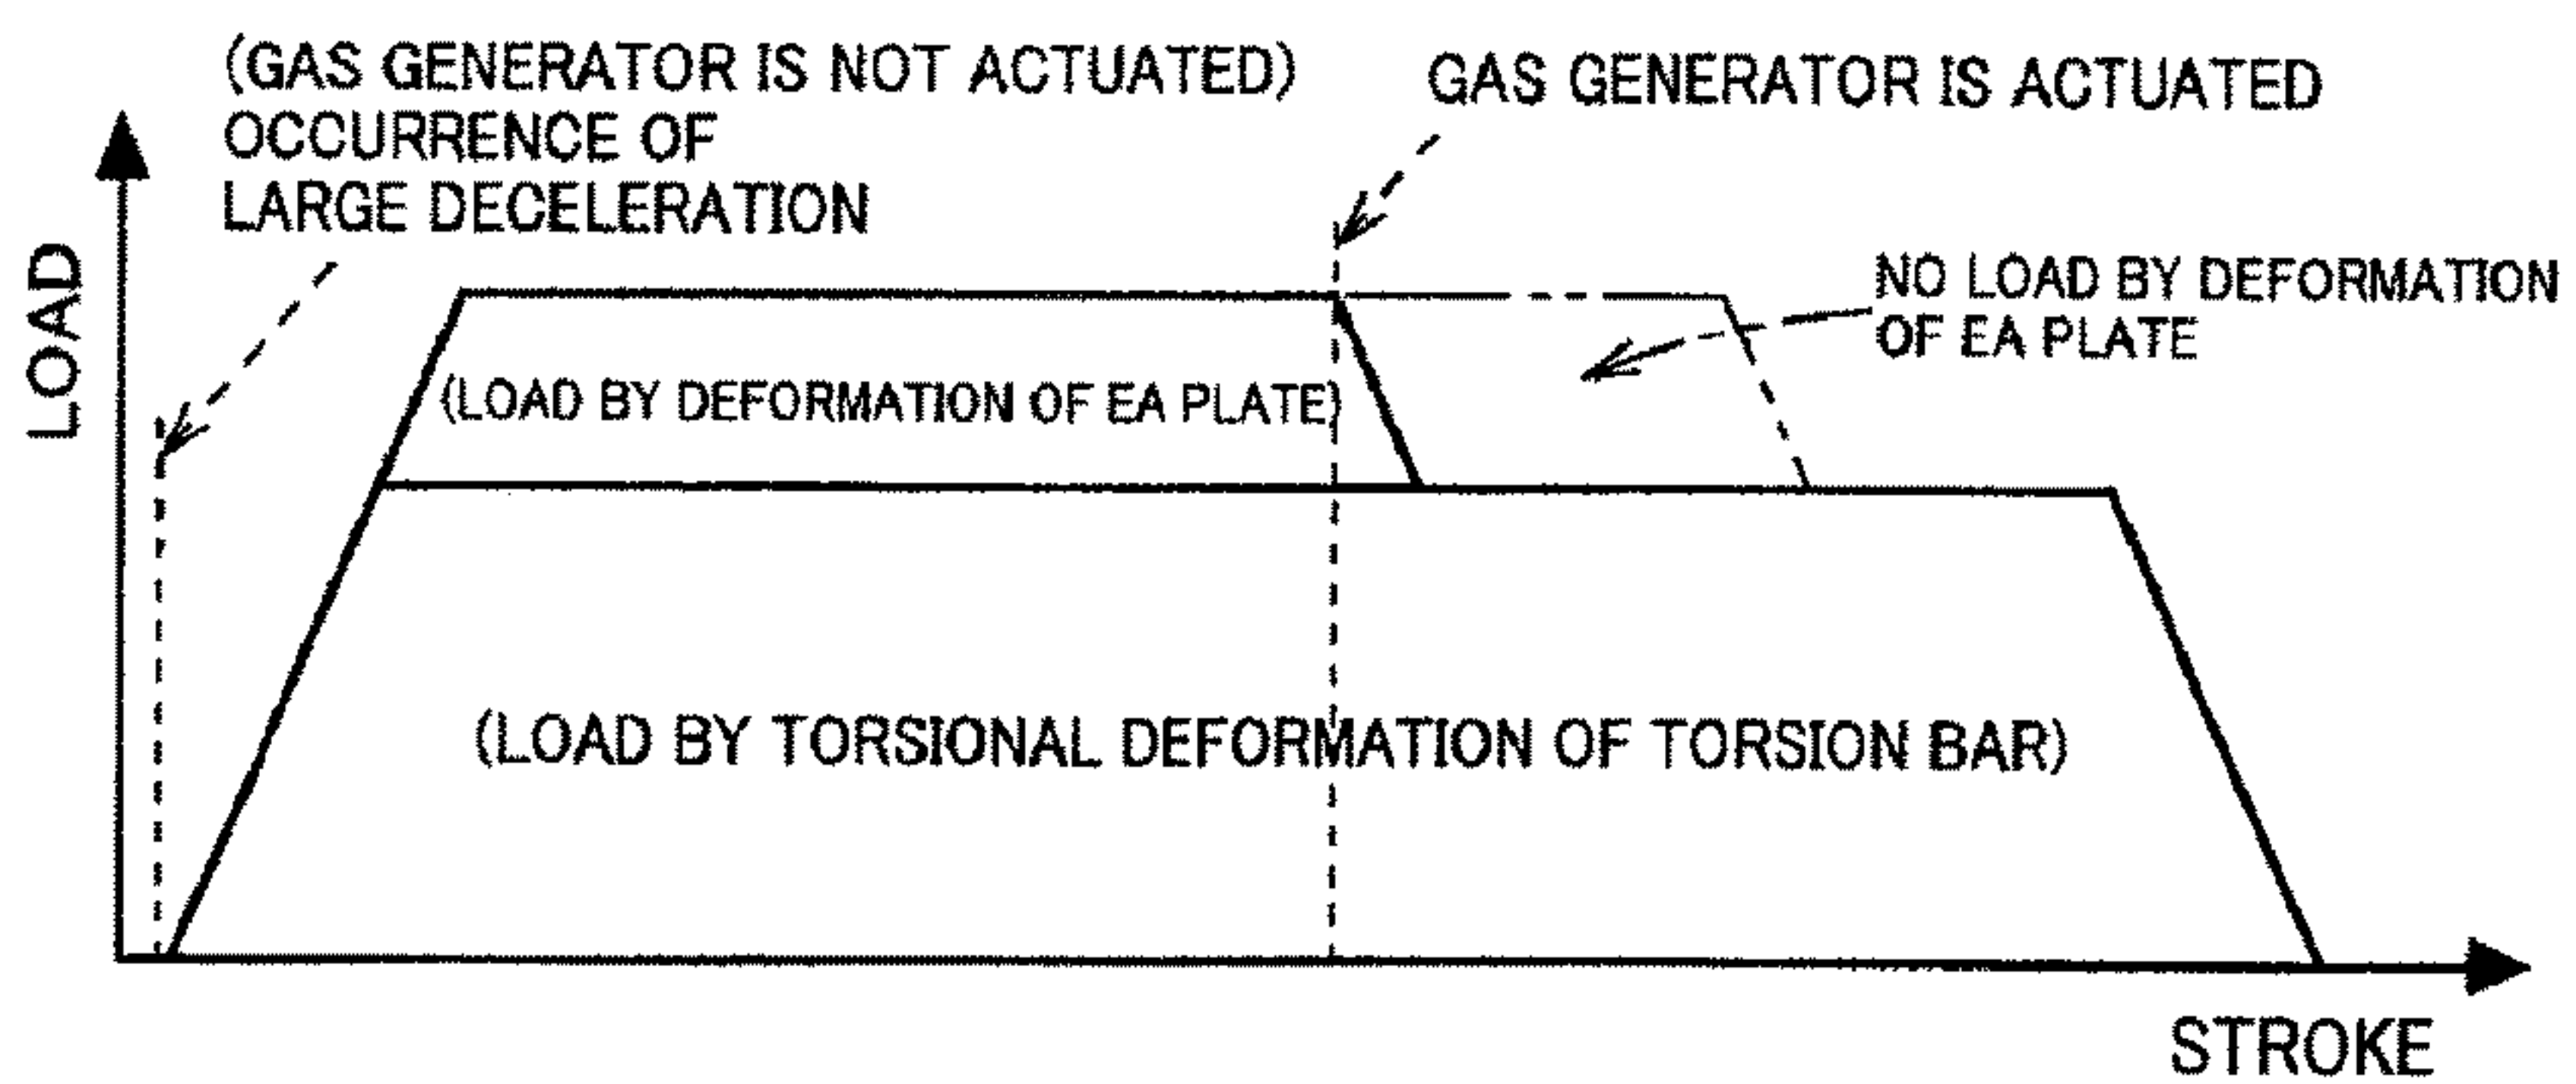 (GAS GENERATOR IS NOT ACTUATED)
OCCURRENCE OF
LARGE DECELERATION
GAS GENERATOR IS ACTUATED
LOAD
NO LOAD BY DEFORMATION
OF EA PLATE
(LOAD BY DEFORMATION OF EA PLATE)
(LOAD BY TORSIONAL DEFORMATION OF TORSION BAR)
STROKE